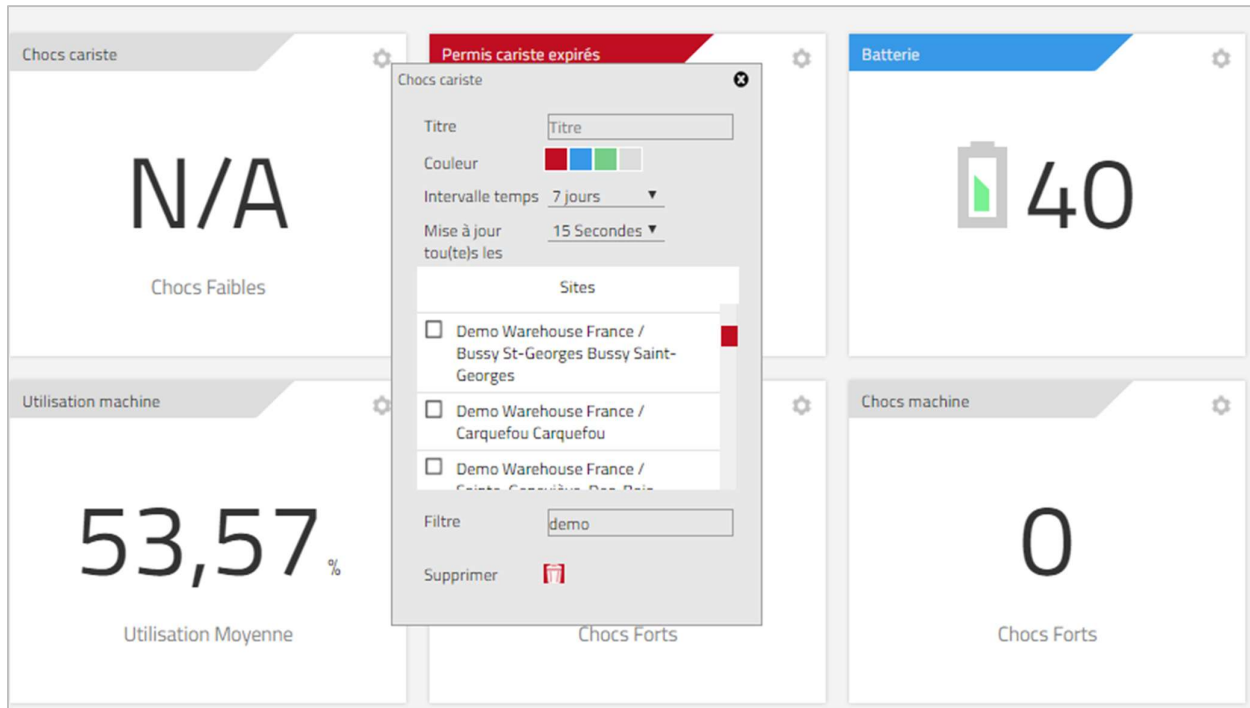 Chocs cariste
N/A
Chocs Faibles
Permis cariste expirés
Batterie
40
Chocs cariste
Titre
Titre
Couleur
Intervalle temps
7 jours
Mise à jour
tou(te)s les
15 Secondes
Sites
Demo Warehouse France /
Bussy St-Georges Bussy Saint-
Georges
Demo Warehouse France /
Carquefou Carquefou
Demo Warehouse France /
Filtre
demo
Supprimer
Utilisation machine
53,57 %
Utilisation Moyenne
Chocs Forts
Chocs machine
0
Chocs Forts